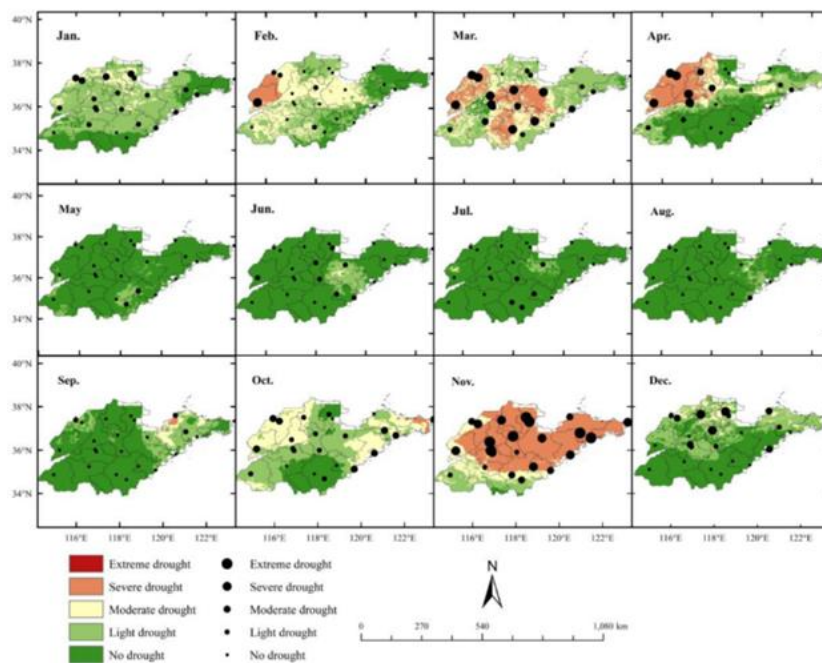 Jan.
Feb.
Mar.
Apr.
40°N
38°N
36°N
34°N
May
Jun.
Jul.
Aug.
40°N
38°N
36°N
34°N
Sep.
Oct.
Nov.
Dec.
40°N
38°N
36°N
34°N
116°E 118°E 120°E 122°E 116°E 118°E 120°E 122°E 116°E 118°E 120°E 122°E 116°E 118°E 120°E 122°E
Extreme drought Extreme drought
Severe drought Severe drought
Moderate drought Moderate drought
Light drought Light drought
No drought No drought
N
0 270 540 1,080 km